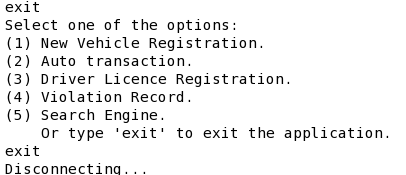 exit
Select one of the options:
(1) New Vehicle Registration.
(2) Auto transaction.
(3) Driver Licence Registration.
(4) Violation Record.
(5) Search Engine.
    Or type 'exit' to exit the application.
exit
Disconnecting...